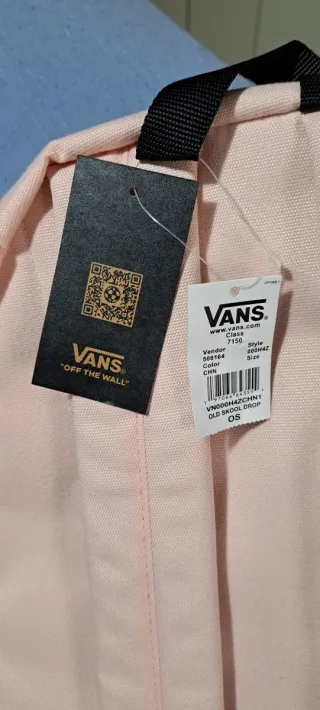 VANS
"OFF THE WALL"
VANS
www.vans.com
Class
7150
Vendor Style
508164 000H4Z
Color Size
CHN
VN000H4ZCHN1
OLD SKOOL DROP
OS